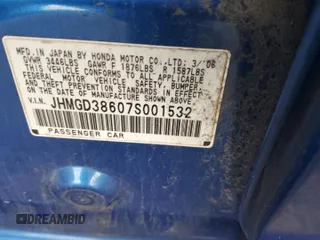 MFD. IN JAPAN BY HONDA MOTOR CO., LTD. 3/06
GVWR 3446LBS GAWR F 1876LBS R 1587LBS
THIS VEHICLE CONFORMS TO ALL APPLICABLE
FEDERAL MOTOR VEHICLE SAFETY, BUMPER,
AND THEFT PREVENTION STANDARDS IN EFFECT
ON THE DATE OF MANUFACTURE SHOWN ABOVE.
V.I.N. JHMGD38607S001532
PASSENGER CAR
DREAMBID